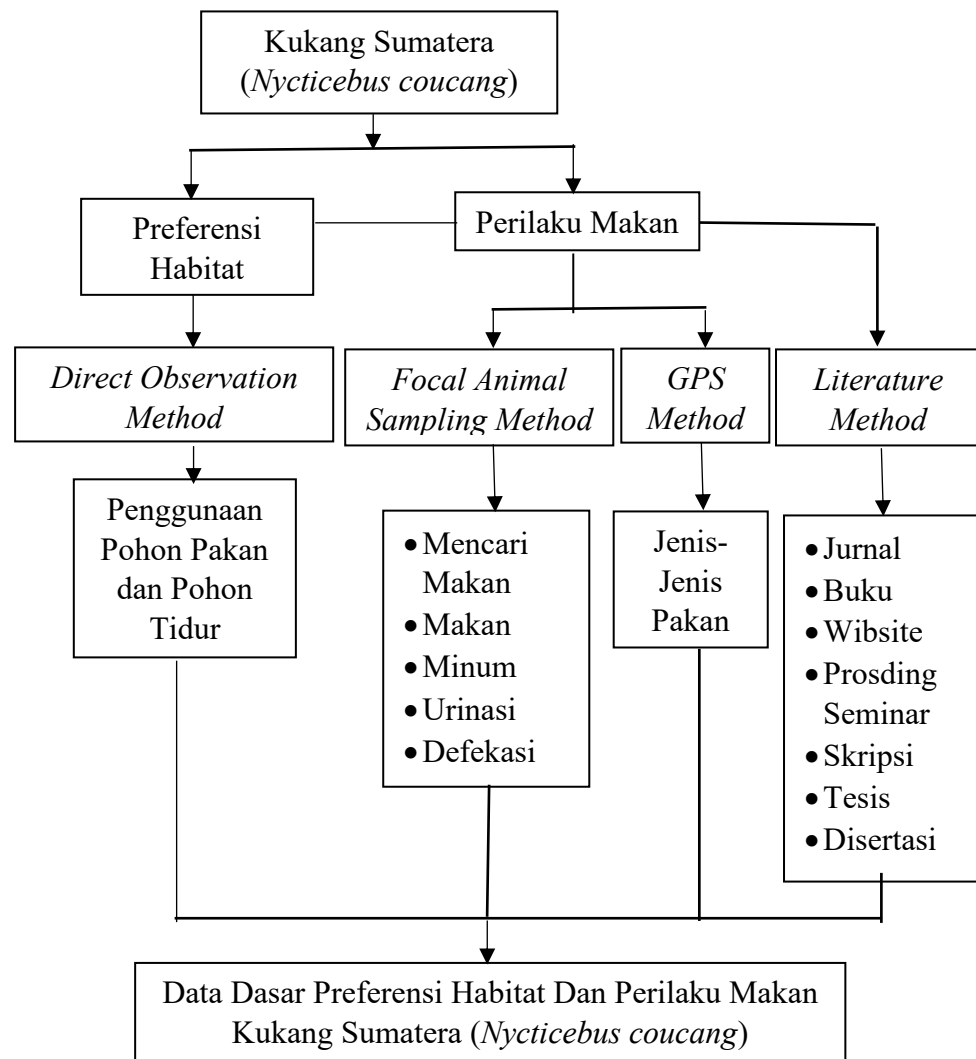 Kukang Sumatera
(Nycticebus coucang)
Preferensi
Habitat
Perilaku Makan
Direct Observation
Method
Focal Animal
Sampling Method
GPS
Method
Literature
Method
Penggunaan
Pohon Pakan
dan Pohon
Tidur
• Mencari
Makan
• Makan
• Minum
• Urinasi
• Defekasi
Jenis-
Jenis
Pakan
• Jurnal
• Buku
• Wibsite
• Prosding
Seminar
• Skripsi
• Tesis
• Disertasi
Data Dasar Preferensi Habitat Dan Perilaku Makan
Kukang Sumatera (Nycticebus coucang)